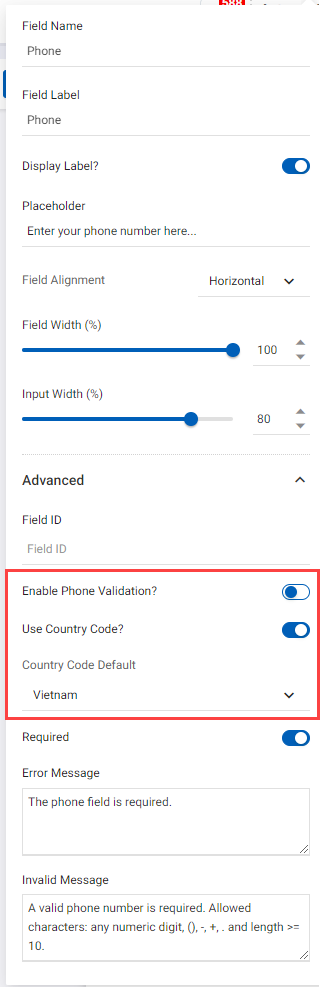 Field Name
Phone
Field Label
Phone
Display Label?
Placeholder
Enter your phone number here...
Field Alignment Horizontal
Field Width (%)
100
Input Width (%)
80
Advanced
Field ID
Field ID
Enable Phone Validation?
Use Country Code?
Country Code Default
Vietnam
Required
Error Message
The phone field is required.
Invalid Message
A valid phone number is required. Allowed
characters: any numeric digit, (), -, +, . and length >=
10.